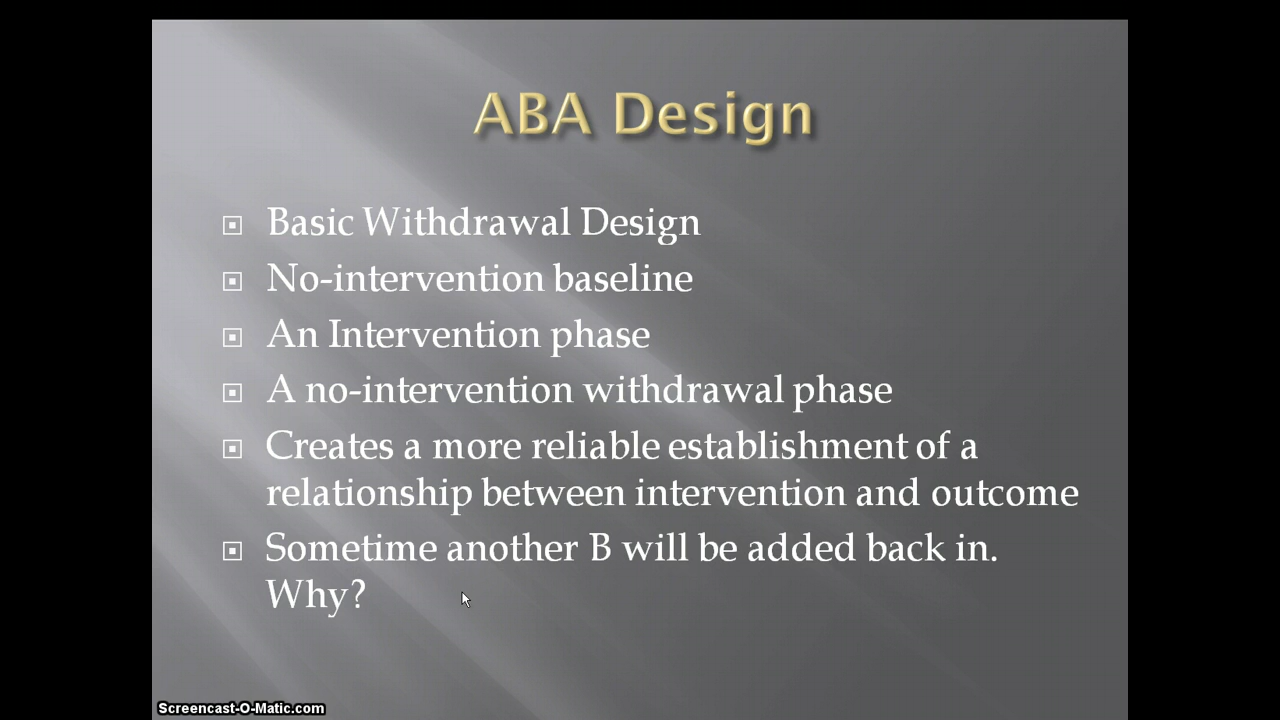 ABA Design
Basic Withdrawal Design
No-intervention baseline
An Intervention phase
A no-intervention withdrawal phase
Creates a more reliable establishment of a
relationship between intervention and outcome
Sometime another B will be added back in.
Why?
Screencast-O-Matic.com